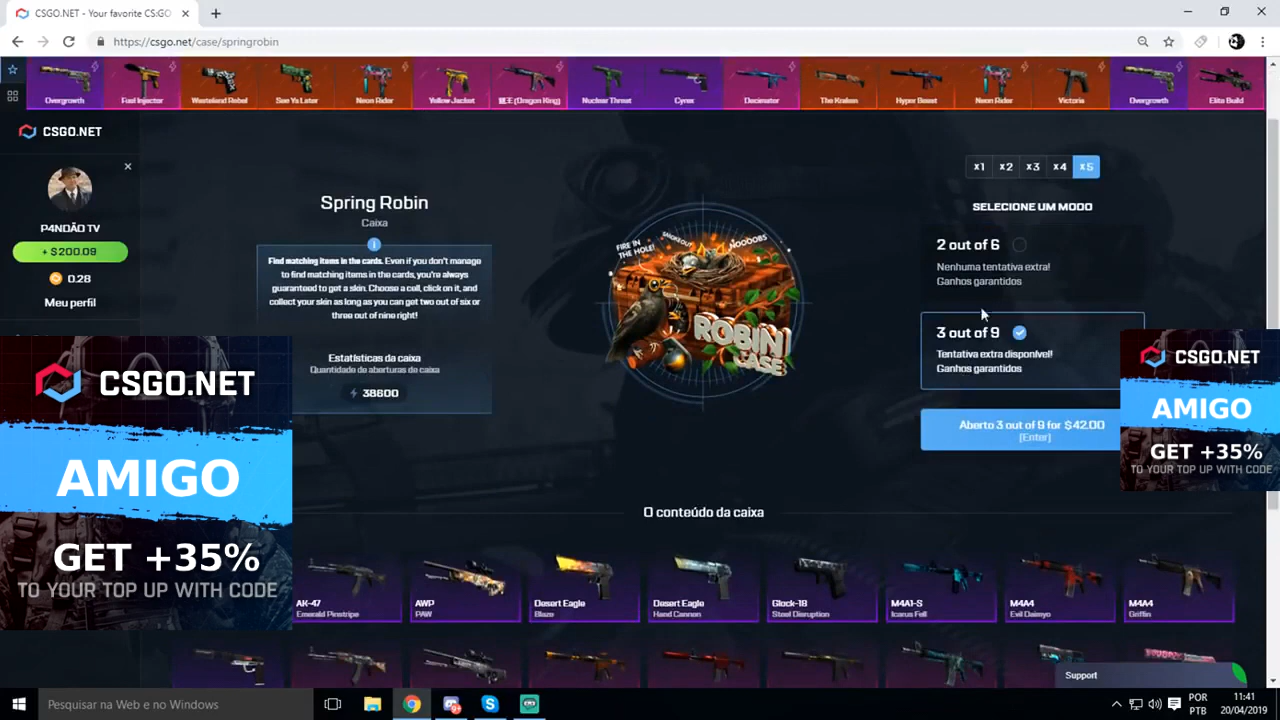 CSGO.NET - Your favorite CS:GO
https://csgo.net/case/springrobin
Overgrowth
Fuel Injector
Wasteland Rebel
See Ya Later
Neon Rider
Yellow Jacket
龍王 (Dragon King)
Nuclear Threat
Cyrex
Decimator
The Kraken
Hyper Beast
Neon Rider
Victoria
Overgrowth
Elite Build
CSGO.NET
P4NDÃO TV
+ $200.09
0.28
Meu perfil
Spring Robin
Caixa
Find matching items in the cards. Even if you don't manage
to find matching items in the cards, you're always
guaranteed to get a skin. Choose a cell, click on it, and
collect your skin as long as you can get two out of six or
three out of nine right!
Estatísticas da caixa
Quantidade de aberturas de caixa
38600
FIRE IN
THE HOLE!
SMOKE OUT
NOOOOBS
ROBIN
CASE
x1 x2 x3 x4 x5
SELECIONE UM MODO
2 out of 6
Nenhuma tentativa extra!
Ganhos garantidos
3 out of 9
Tentativa extra disponível!
Ganhos garantidos
Aberto 3 out of 9 for $42.00
(Enter)
CSGO.NET
AMIGO
GET +35%
TO YOUR TOP UP WITH CODE
CSGO.NET
AMIGO
GET +35%
TO YOUR TOP UP WITH CODE
O conteúdo da caixa
AK-47
Emerald Pinstripe
AWP
PAW
Desert Eagle
Blaze
Desert Eagle
Hand Cannon
Glock-18
Steel Disruption
M4A1-S
Icarus Fell
M4A4
Evil Daimyo
M4A4
Griffin
Support
Pesquisar na Web e no Windows
POR
PTB
11:41
20/04/2019